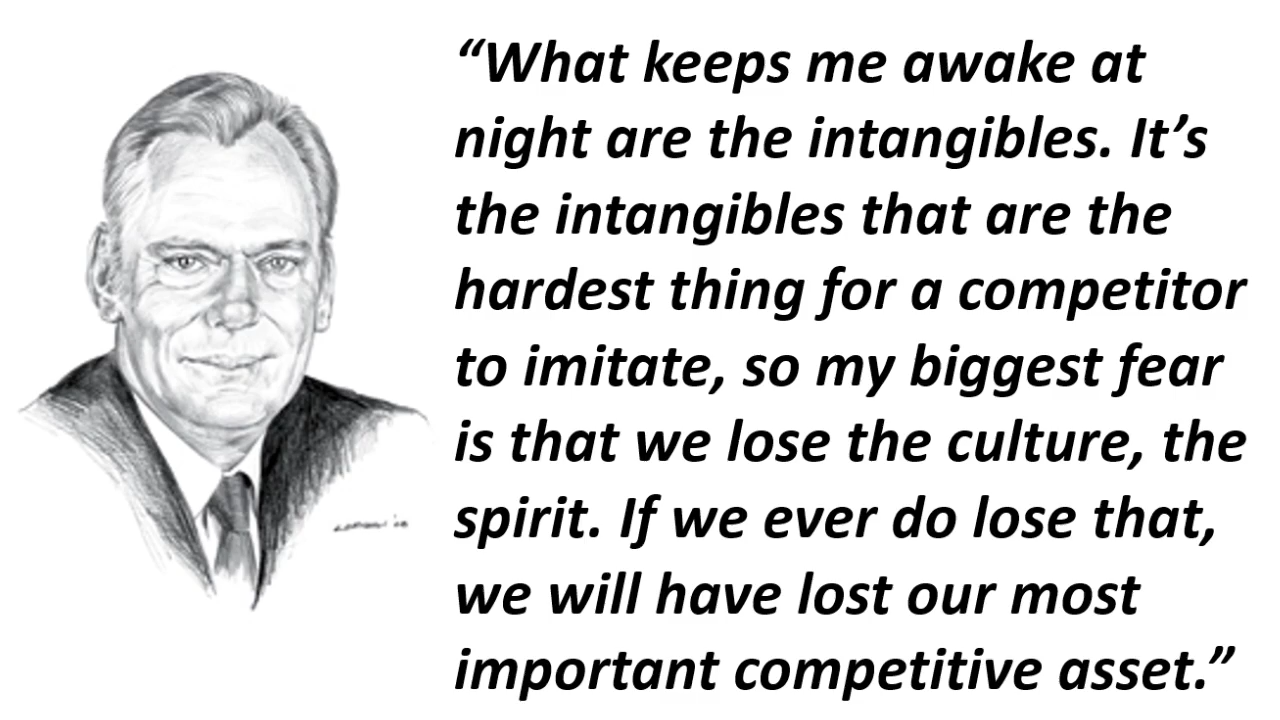 “What keeps me awake at
night are the intangibles. It’s
the intangibles that are the
hardest thing for a competitor
to imitate, so my biggest fear
is that we lose the culture, the
spirit. If we ever do lose that,
we will have lost our most
important competitive asset.”